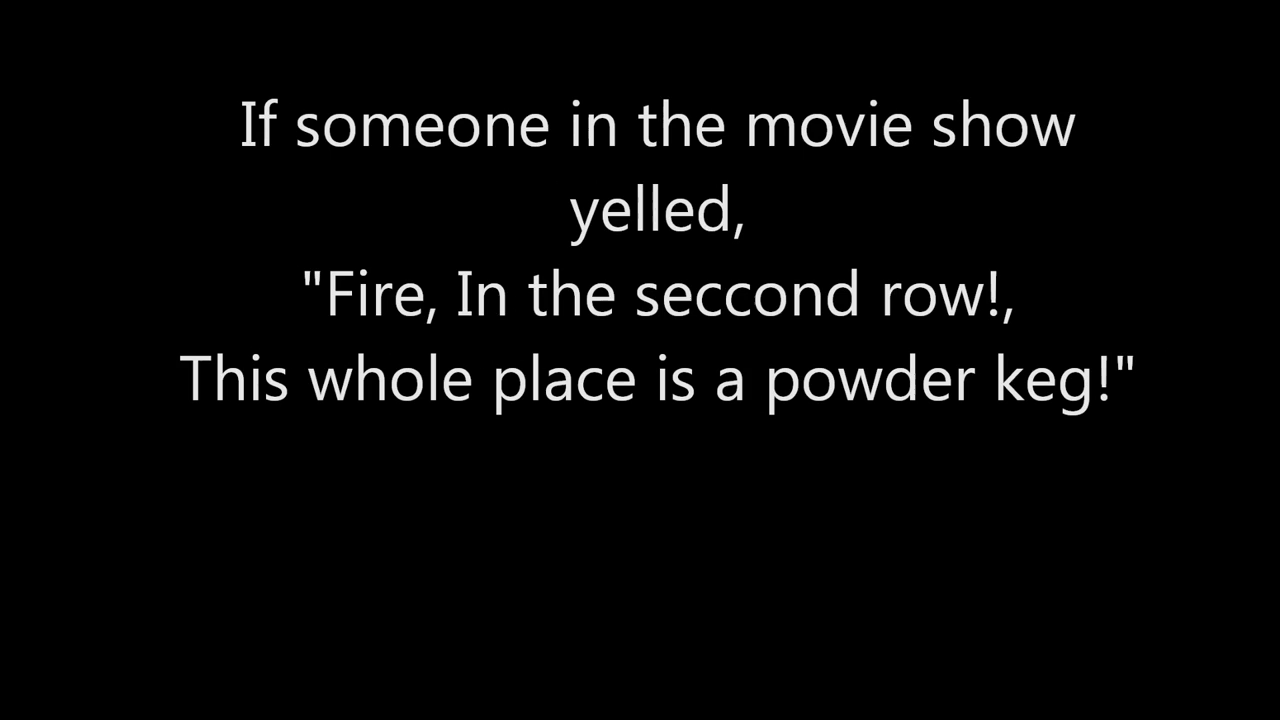 If someone in the movie show
yelled,
"Fire, In the seccond row!,
This whole place is a powder keg!"